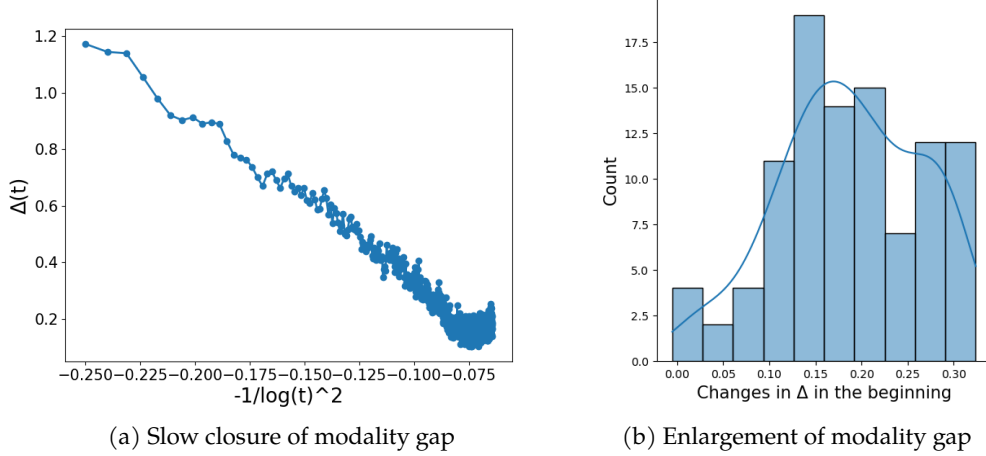 1.2
1.0
0.8
0.6
0.4
0.2
Δ(t)
−0.250−0.225−0.200−0.175−0.150−0.125−0.100−0.075
-1/log(t)^2
(a) Slow closure of modality gap
17.5
15.0
12.5
10.0
7.5
5.0
2.5
0.0
Count
0.00 0.05 0.10 0.15 0.20 0.25 0.30
Changes in Δ in the beginning
(b) Enlargement of modality gap